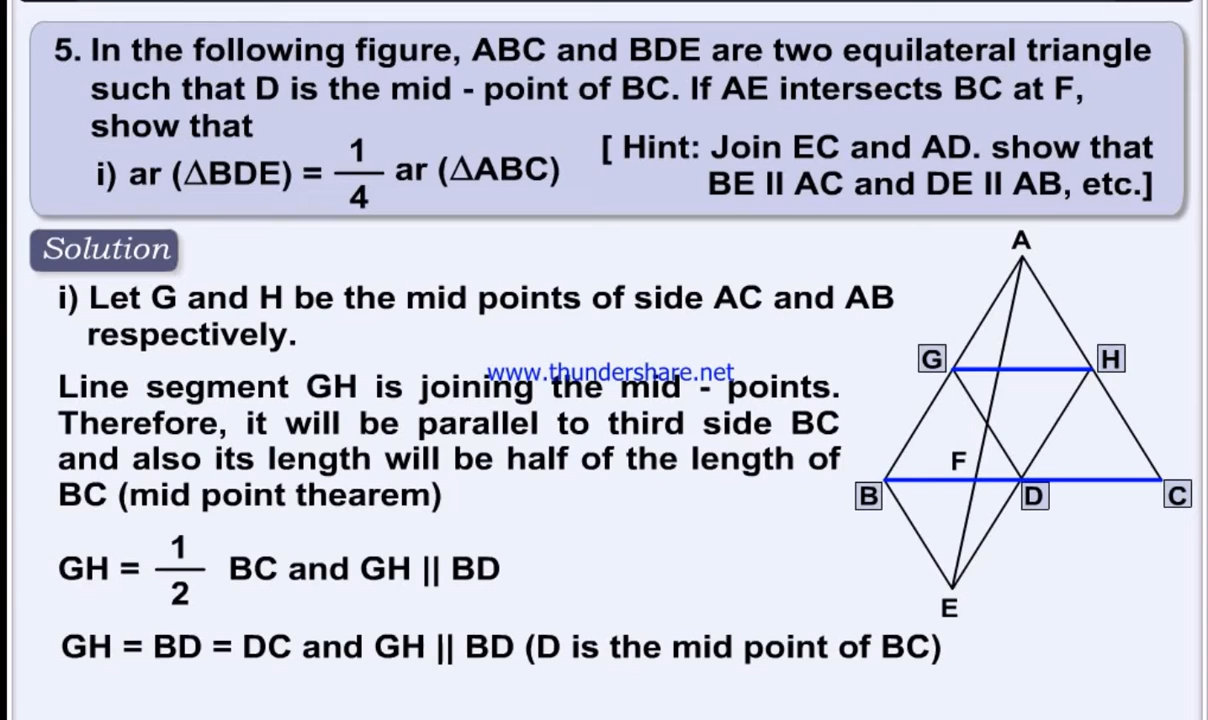 5. In the following figure, ABC and BDE are two equilateral triangle
such that D is the mid - point of BC. If AE intersects BC at F,
show that
i) ar (△BDE) = 1/4 ar (△ABC)
[ Hint: Join EC and AD. show that
BE ll AC and DE ll AB, etc.]
Solution
i) Let G and H be the mid points of side AC and AB
respectively.
www.thundershare.net
Line segment GH is joining the mid - points.
Therefore, it will be parallel to third side BC
and also its length will be half of the length of
BC (mid point thearem)
GH = 1/2 BC and GH || BD
GH = BD = DC and GH || BD (D is the mid point of BC)
A
G
H
F
B
D
C
E